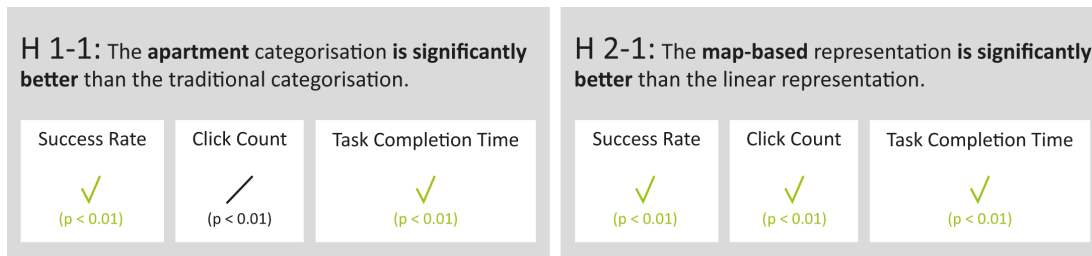 H 1-1: The apartment categorisation is significantly
better than the traditional categorisation.
Success Rate
Click Count
Task Completion Time
(p < 0.01)
(p < 0.01)
(p < 0.01)
H 2-1: The map-based representation is significantly
better than the linear representation.
Success Rate
Click Count
Task Completion Time
(p < 0.01)
(p < 0.01)
(p < 0.01)